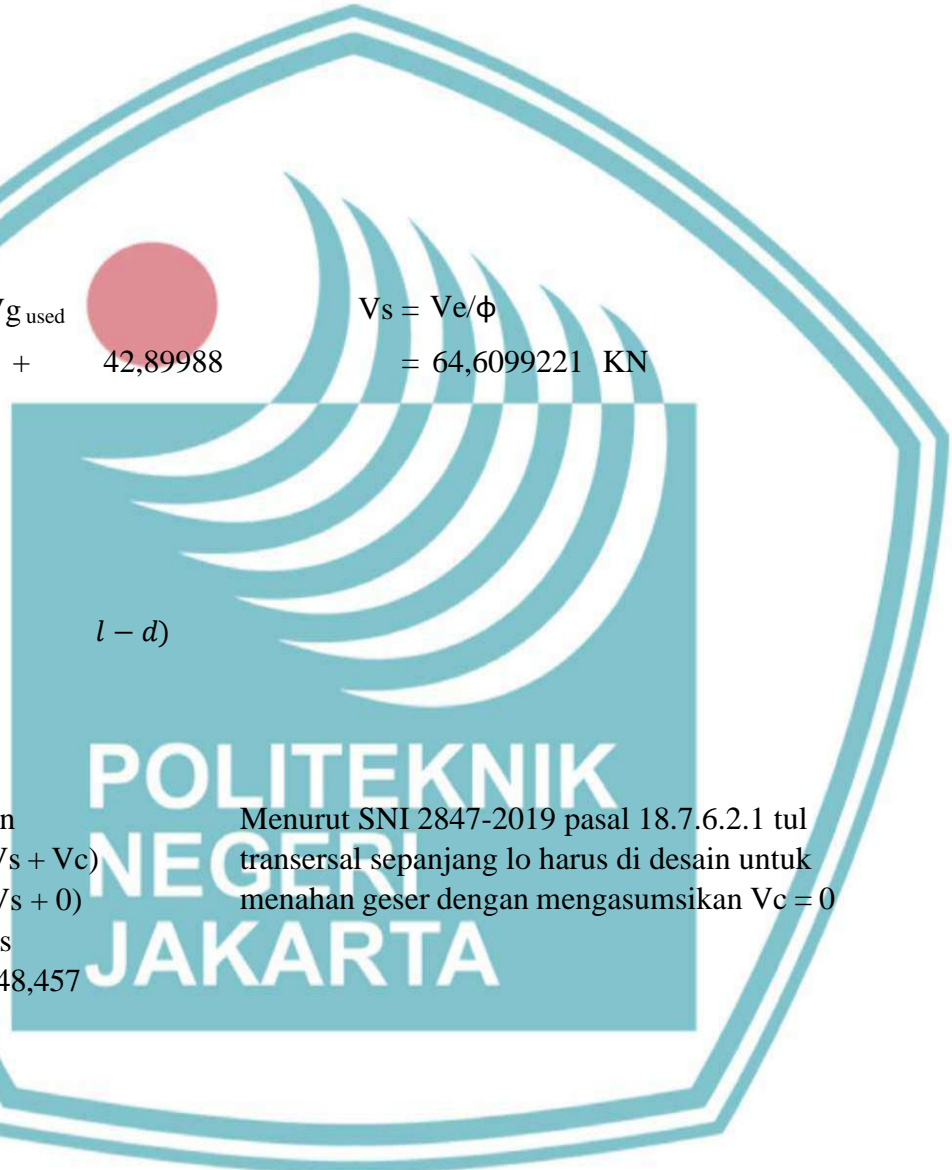 Vg used
Vs = Ve/ϕ
+ 42,89988
= 64,6099221 KN
l − d)
POLITEKNIK
NEGERI
JAKARTA
n
Vs + Vc)
Vs + 0)
s
48,457
Menurut SNI 2847-2019 pasal 18.7.6.2.1 tul
transersal sepanjang lo harus di desain untuk
menahan geser dengan mengasumsikan Vc = 0